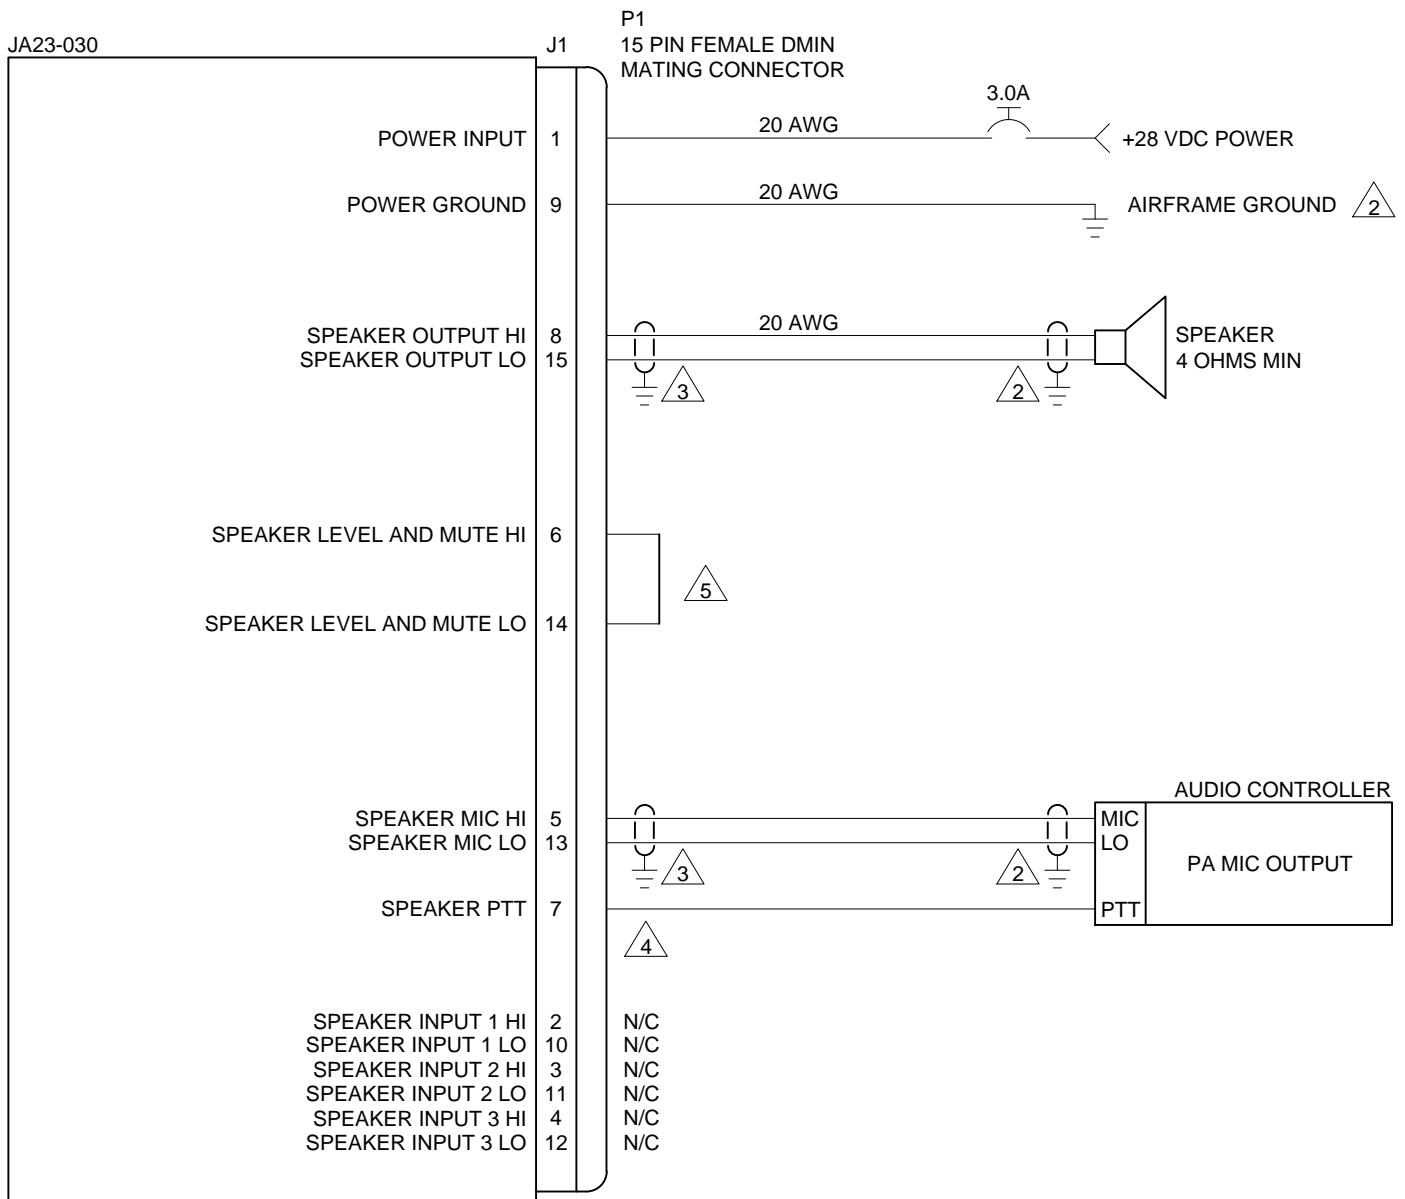 P1
JA23-030 J1 15 PIN FEMALE DMIN
MATING CONNECTOR
3.0A
POWER INPUT 1 20 AWG +28 VDC POWER
POWER GROUND 9 20 AWG AIRFRAME GROUND 2
SPEAKER OUTPUT HI 8 20 AWG SPEAKER
SPEAKER OUTPUT LO 15 4 OHMS MIN
3 2
SPEAKER LEVEL AND MUTE HI 6
5
SPEAKER LEVEL AND MUTE LO 14
AUDIO CONTROLLER
SPEAKER MIC HI 5 MIC
SPEAKER MIC LO 13 LO
3 2 PA MIC OUTPUT
SPEAKER PTT 7 PTT
4
SPEAKER INPUT 1 HI 2 N/C
SPEAKER INPUT 1 LO 10 N/C
SPEAKER INPUT 2 HI 3 N/C
SPEAKER INPUT 2 LO 11 N/C
SPEAKER INPUT 3 HI 4 N/C
SPEAKER INPUT 3 LO 12 N/C